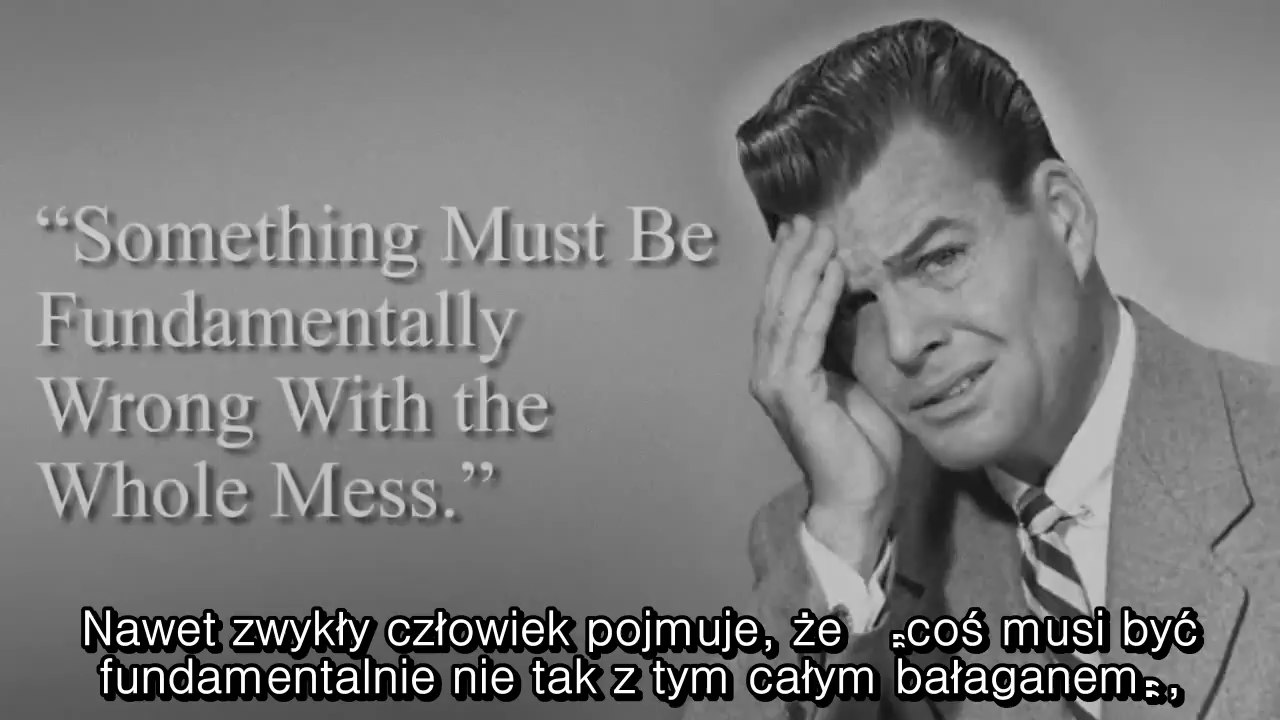 “Something Must Be
Fundamentally
Wrong With the
Whole Mess.”
Nawet zwykły człowiek pojmuje, że „coś musi być
fundamentalnie nie tak z tym całym bałaganem„,